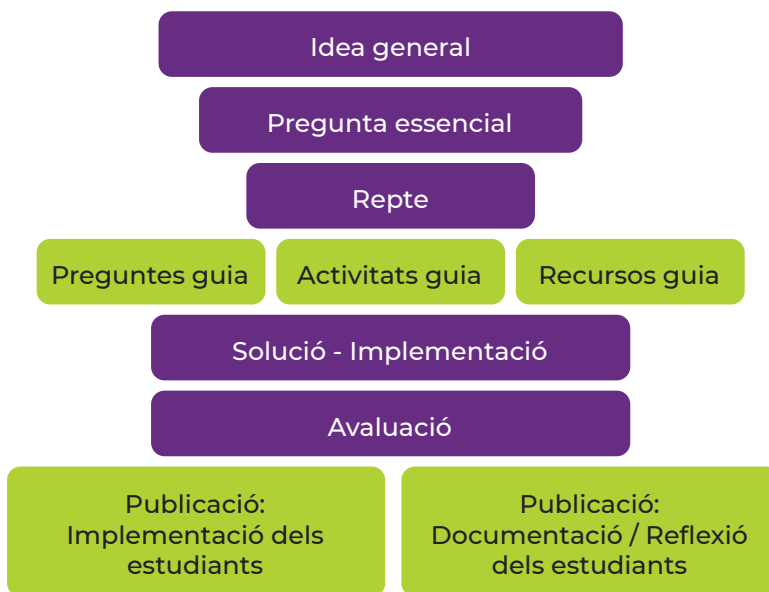 Idea general
Pregunta essencial
Repte
Preguntes guia
Activitats guia
Recursos guia
Solució - Implementació
Avaluació
Publicació:
Implementació dels
estudiants
Publicació:
Documentació / Reflexió
dels estudiants